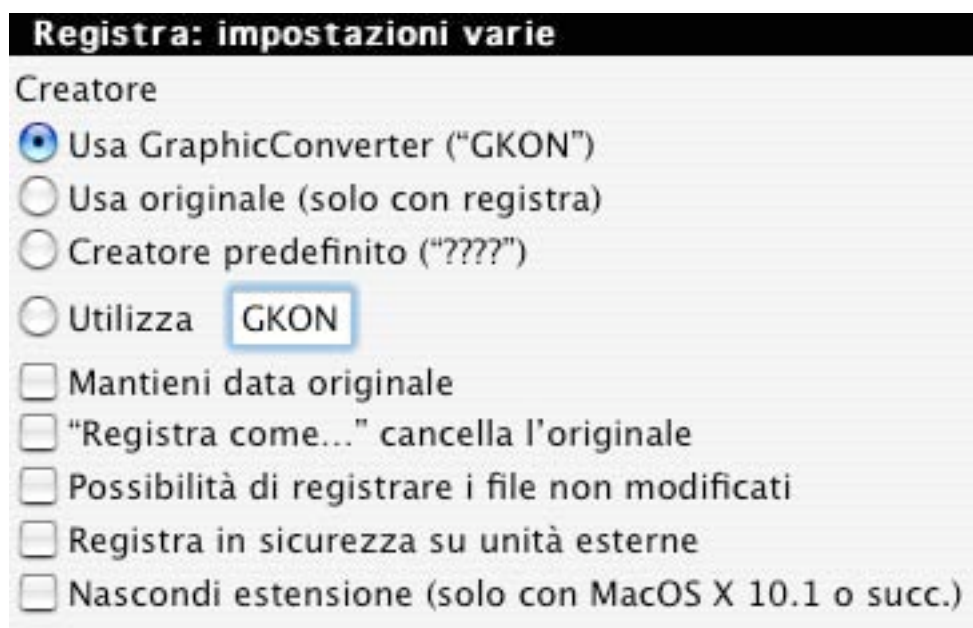 Registra: impostazioni varie
Creatore
Usa GraphicConverter (“GKON”)
Usa originale (solo con registra)
Creatore predefinito (“????”)
Utilizza GKON
Mantieni data originale
“Registra come...” cancella l’originale
Possibilità di registrare i file non modificati
Registra in sicurezza su unità esterne
Nascondi estensione (solo con MacOS X 10.1 o succ.)